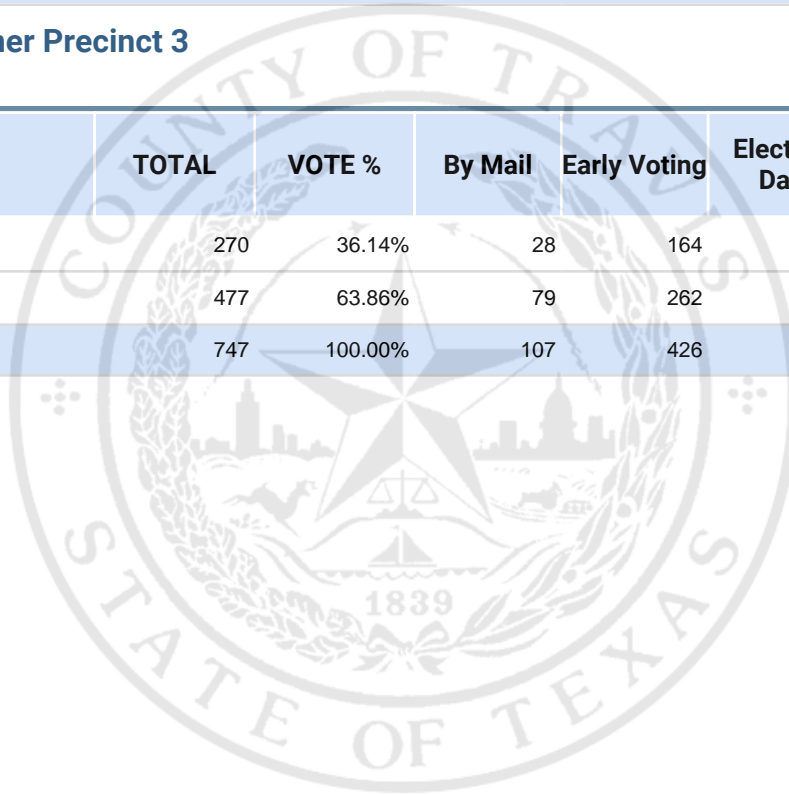 ner Precinct 3
TOTAL VOTE % By Mail Early Voting Elect
Da
270 36.14% 28 164
477 63.86% 79 262
747 100.00% 107 426
COUNTY OF TRAVIS
1839
STATE OF TEXAS